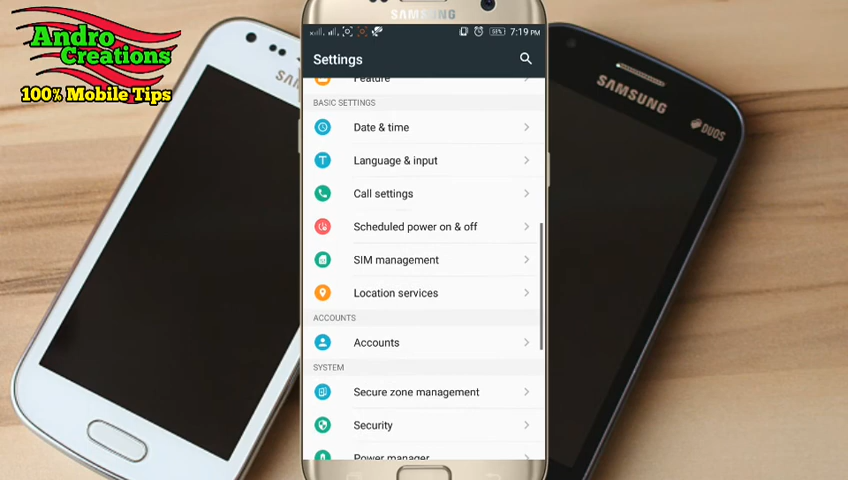 Andro
Creations
100% Mobile Tips
SAMSUNG
7:19 PM
Settings
Feature
BASIC SETTINGS
Date & time
Language & input
Call settings
Scheduled power on & off
SIM management
Location services
ACCOUNTS
Accounts
SYSTEM
Secure zone management
Security
Power manager
SAMSUNG
DUOS